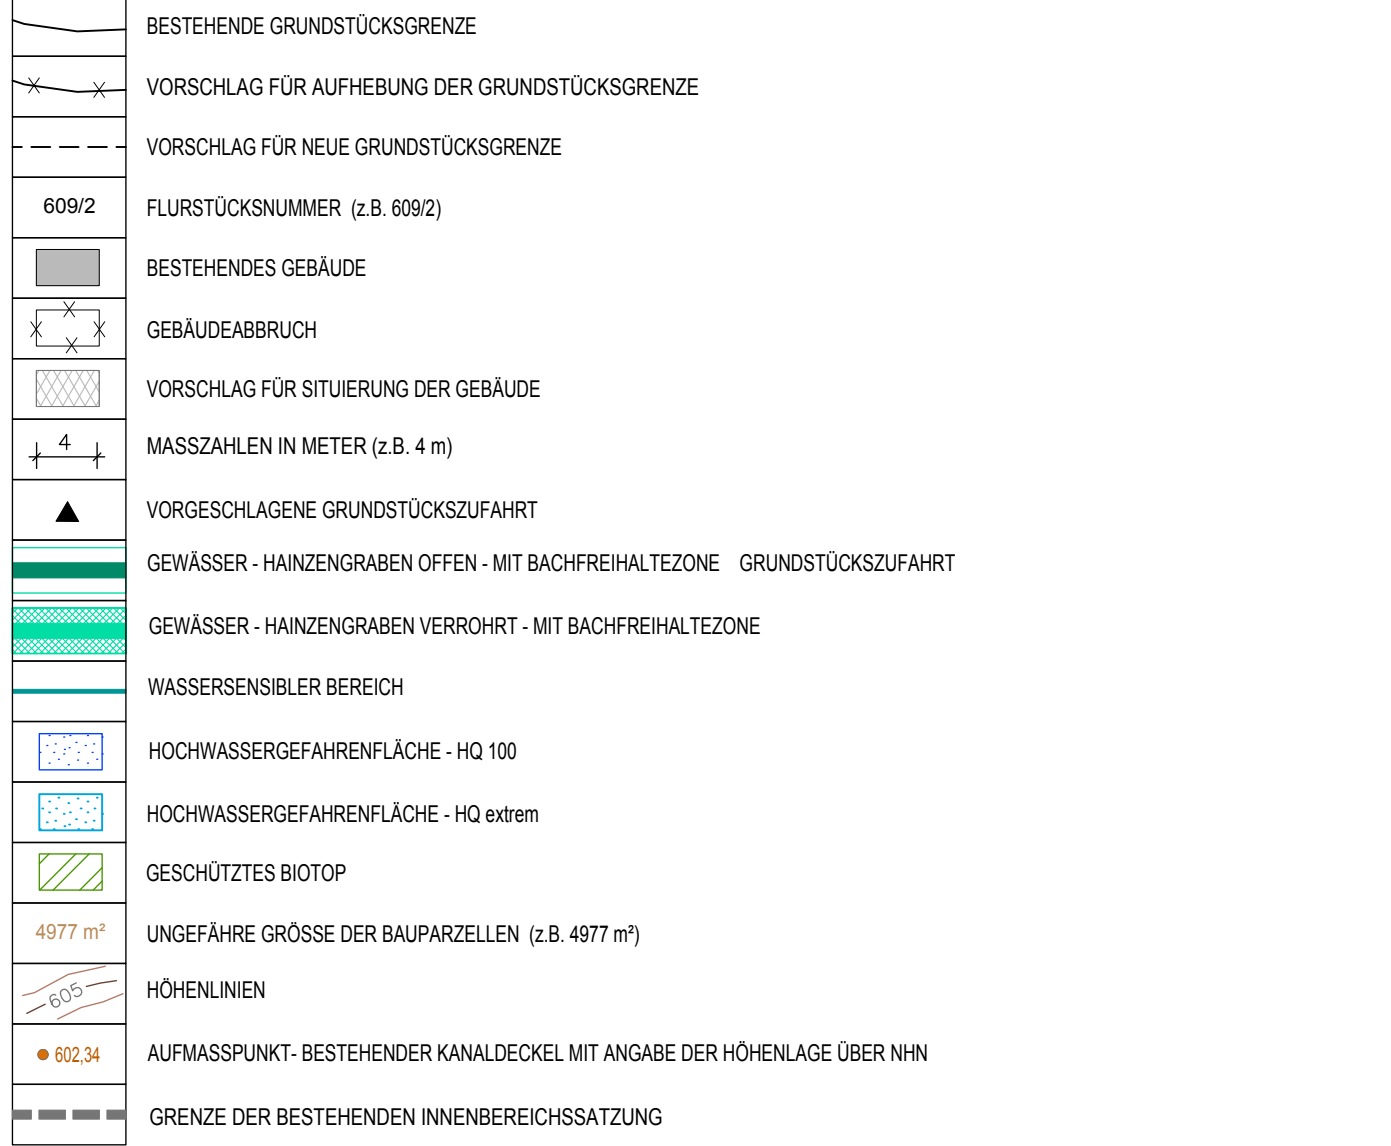 BESTEHENDE GRUNDSTÜCKSGRENZE
VORSCHLAG FÜR AUFHEBUNG DER GRUNDSTÜCKSGRENZE
VORSCHLAG FÜR NEUE GRUNDSTÜCKSGRENZE
609/2 FLURSTÜCKSNUMMER (z.B. 609/2)
BESTEHENDES GEBÄUDE
GEBÄUDEABBRUCH
VORSCHLAG FÜR SITUIERUNG DER GEBÄUDE
4 MASSZAHLEN IN METER (z.B. 4 m)
VORGESCHLAGENE GRUNDSTÜCKSZUFAHRT
GEWÄSSER - HAINZENGRABEN OFFEN - MIT BACHFREIHALTEZONE GRUNDSTÜCKSZUFAHRT
GEWÄSSER - HAINZENGRABEN VERROHRT - MIT BACHFREIHALTEZONE
WASSERSENSIBLER BEREICH
HOCHWASSERGEFAHRENFLÄCHE - HQ 100
HOCHWASSERGEFAHRENFLÄCHE - HQ extrem
GESCHÜTZTES BIOTOP
4977 m² UNGEFÄHRE GRÖSSE DER BAUPARZELLEN (z.B. 4977 m²)
605 HÖHENLINIEN
602,34 AUFMASSPUNKT- BESTEHENDER KANALDECKEL MIT ANGABE DER HÖHENLAGE ÜBER NHN
GRENZE DER BESTEHENDEN INNENBEREICHSSATZUNG